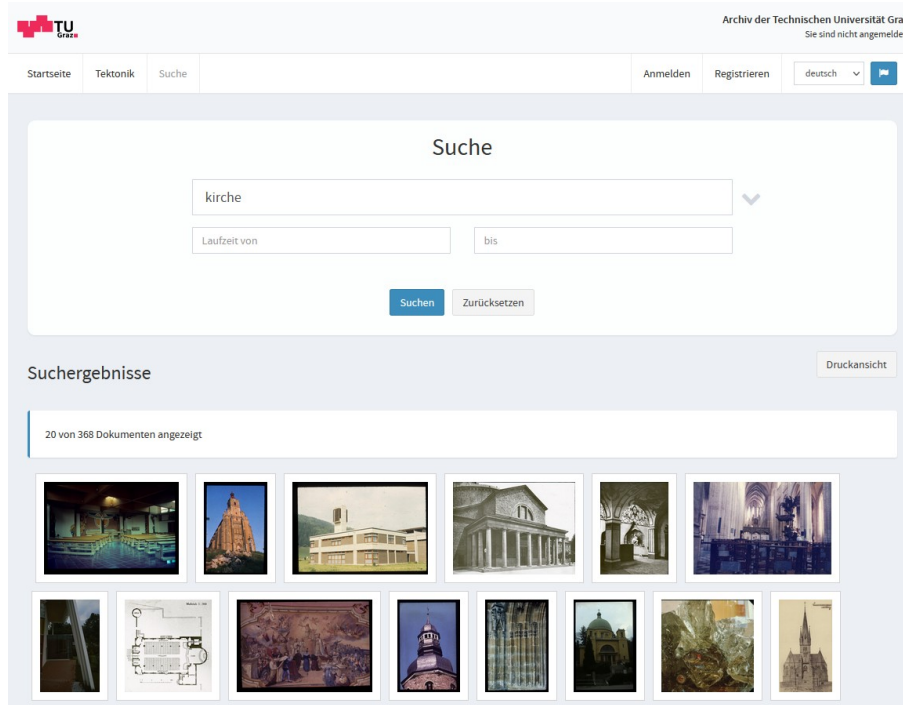 TU
Graz
Archiv der Technischen Universität Gra
Sie sind nicht angemelde
Startseite Tektonik Suche Anmelden Registrieren deutsch
Suche
kirche
Laufzeit von bis
Suchen Zurücksetzen
Suchergebnisse Druckansicht
20 von 368 Dokumenten angezeigt